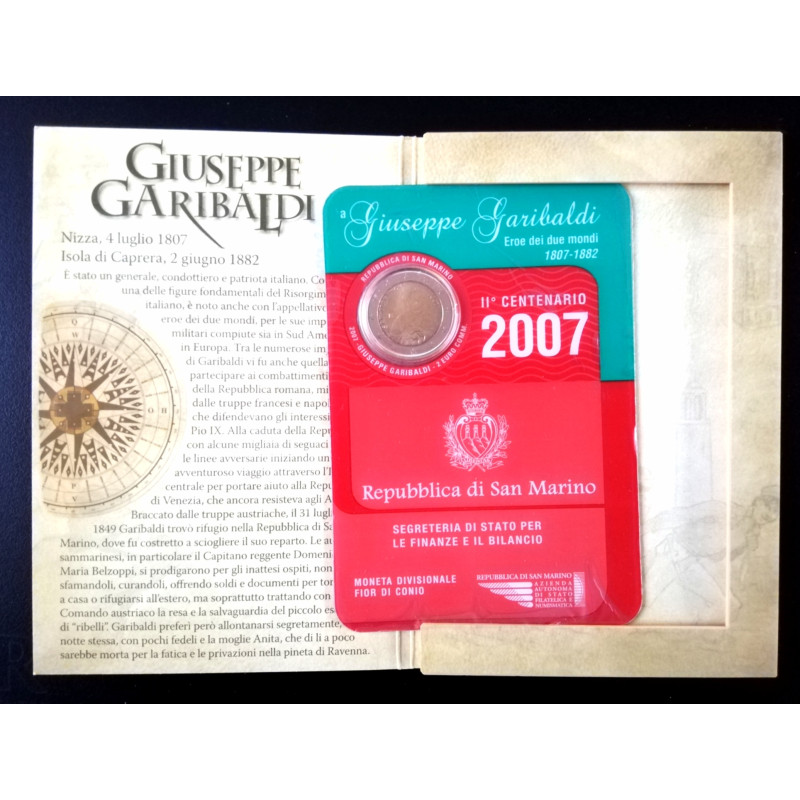 GIUSEPPE
GARIBALDI
Nizza, 4 luglio 1807
Isola di Caprera, 2 giugno 1882
È stato un generale, condottiero e patriota italiano. Co
una delle figure fondamentali del Risorgim
italiano, è noto anche con l'appellative
eroe dei due mondi, per le sue imp
militari compiute sia in Sud Ame
in Europa. Tra le numerose im
di Garibaldi vi fu anche quella
partecipare ai combattimenti
della Repubblica romana, mi
dalle truppe francesi e napol
che difendevano gli interessi
Pio IX. Alla caduta della Repu
con alcune migliaia di seguaci
le linee avversarie iniziando un
avventuroso viaggio attraverso l'I
centrale per portare aiuto alla Repu
di Venezia, che ancora resisteva agli A
Braccato dalle truppe austriache, il 31 lugl
1849 Garibaldi trovò rifugio nella Repubblica di Sa
Marino, dove fu costretto a sciogliere il suo reparto. Le au
sammarinesi, in particolare il Capitano reggente Domeni
Maria Belzoppi, si prodigarono per gli inattesi ospiti, non
sfamandoli, curandoli, offrendo soldi e documenti per tor
a casa o rifugiarsi all'estero, ma soprattutto trattando con
Comando austriaco la resa e la salvaguardia del piccolo es
di "ribelli". Garibaldi preferì però allontanarsi segretamente,
notte stessa, con pochi fedeli e la moglie Anita, che di lì a poco
sarebbe morta per la fatica e le privazioni nella pineta di Ravenna.
a Giuseppe Garibaldi
Eroe dei due mondi
1807-1882
REPUBBLICA DI SAN MARINO
2007 - GIUSEPPE GARIBALDI - 2 EURO COMM.
II° CENTENARIO
2007
Repubblica di San Marino
SEGRETERIA DI STATO PER
LE FINANZE E IL BILANCIO
MONETA DIVISIONALE
FIOR DI CONIO
REPUBBLICA DI SAN MARINO
AZIENDA
AUTONOMA
DI STATO
FILATELICA E
NUMISMATICA